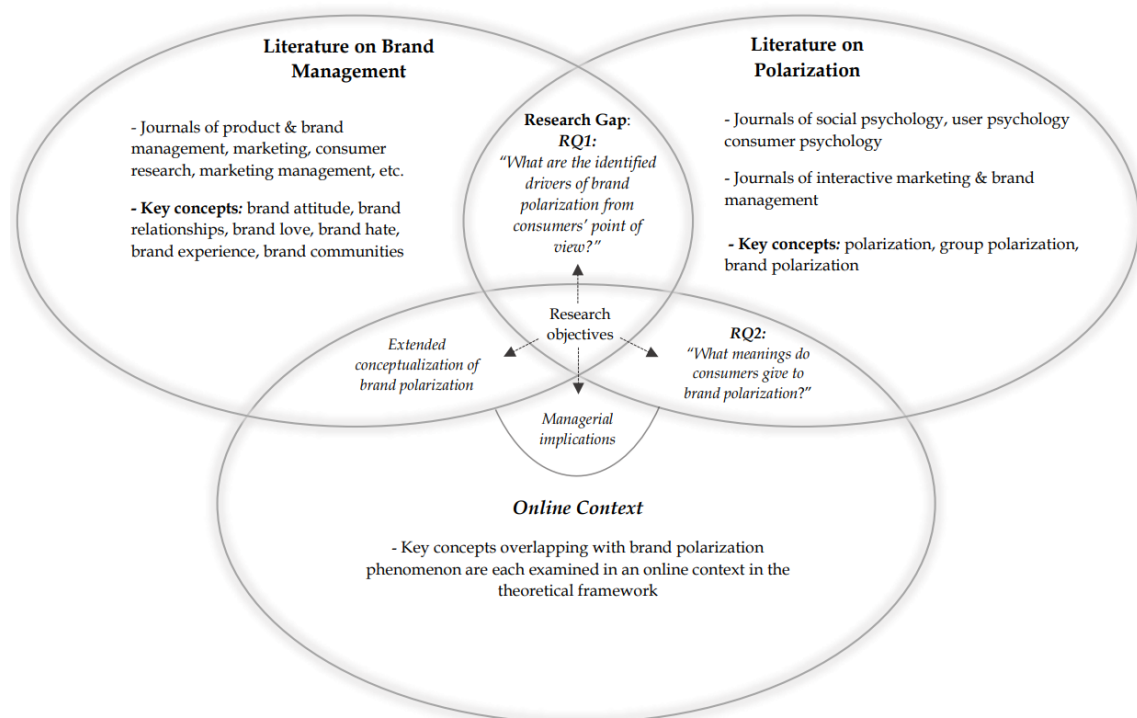 Literature on Brand
Management
- Journals of product & brand
management, marketing, consumer
research, marketing management, etc.
- Key concepts: brand attitude, brand
relationships, brand love, brand hate,
brand experience, brand communities
Research Gap:
RQ1:
“What are the identified
drivers of brand
polarization from
consumers’ point of
view?”
Literature on
Polarization
- Journals of social psychology, user psychology
consumer psychology
- Journals of interactive marketing & brand
management
- Key concepts: polarization, group polarization,
brand polarization
Research
objectives
Extended
conceptualization of
brand polarization
RQ2:
“What meanings do
consumers give to
brand polarization?”
Managerial
implications
Online Context
- Key concepts overlapping with brand polarization
phenomenon are each examined in an online context in the
theoretical framework